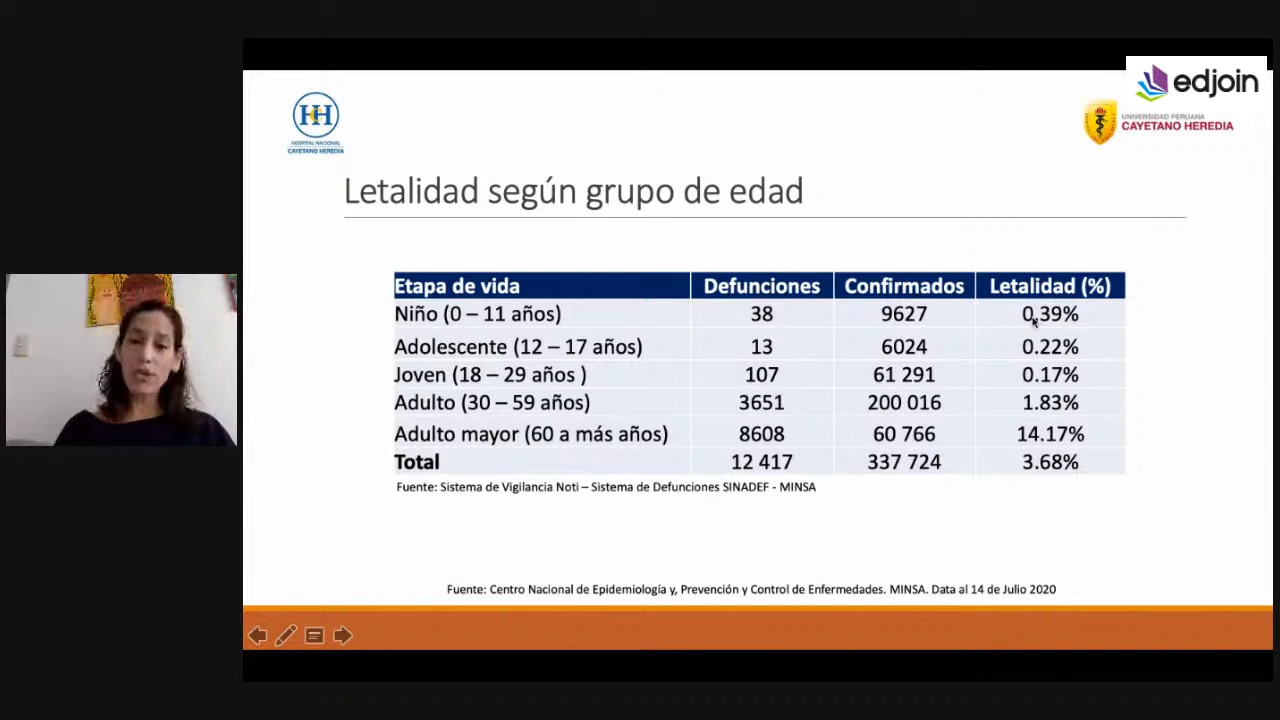 edjoin
HOSPITAL NACIONAL
CAYETANO HEREDIA
UNIVERSIDAD PERUANA
CAYETANO HEREDIA
Letalidad según grupo de edad
Etapa de vida Defunciones Confirmados Letalidad (%)
Niño (0 – 11 años) 38 9627 0.39%
Adolescente (12 – 17 años) 13 6024 0.22%
Joven (18 – 29 años ) 107 61 291 0.17%
Adulto (30 – 59 años) 3651 200 016 1.83%
Adulto mayor (60 a más años) 8608 60 766 14.17%
Total 12 417 337 724 3.68%
Fuente: Sistema de Vigilancia Noti – Sistema de Defunciones SINADEF - MINSA
Fuente: Centro Nacional de Epidemiología y, Prevención y Control de Enfermedades. MINSA. Data al 14 de Julio 2020